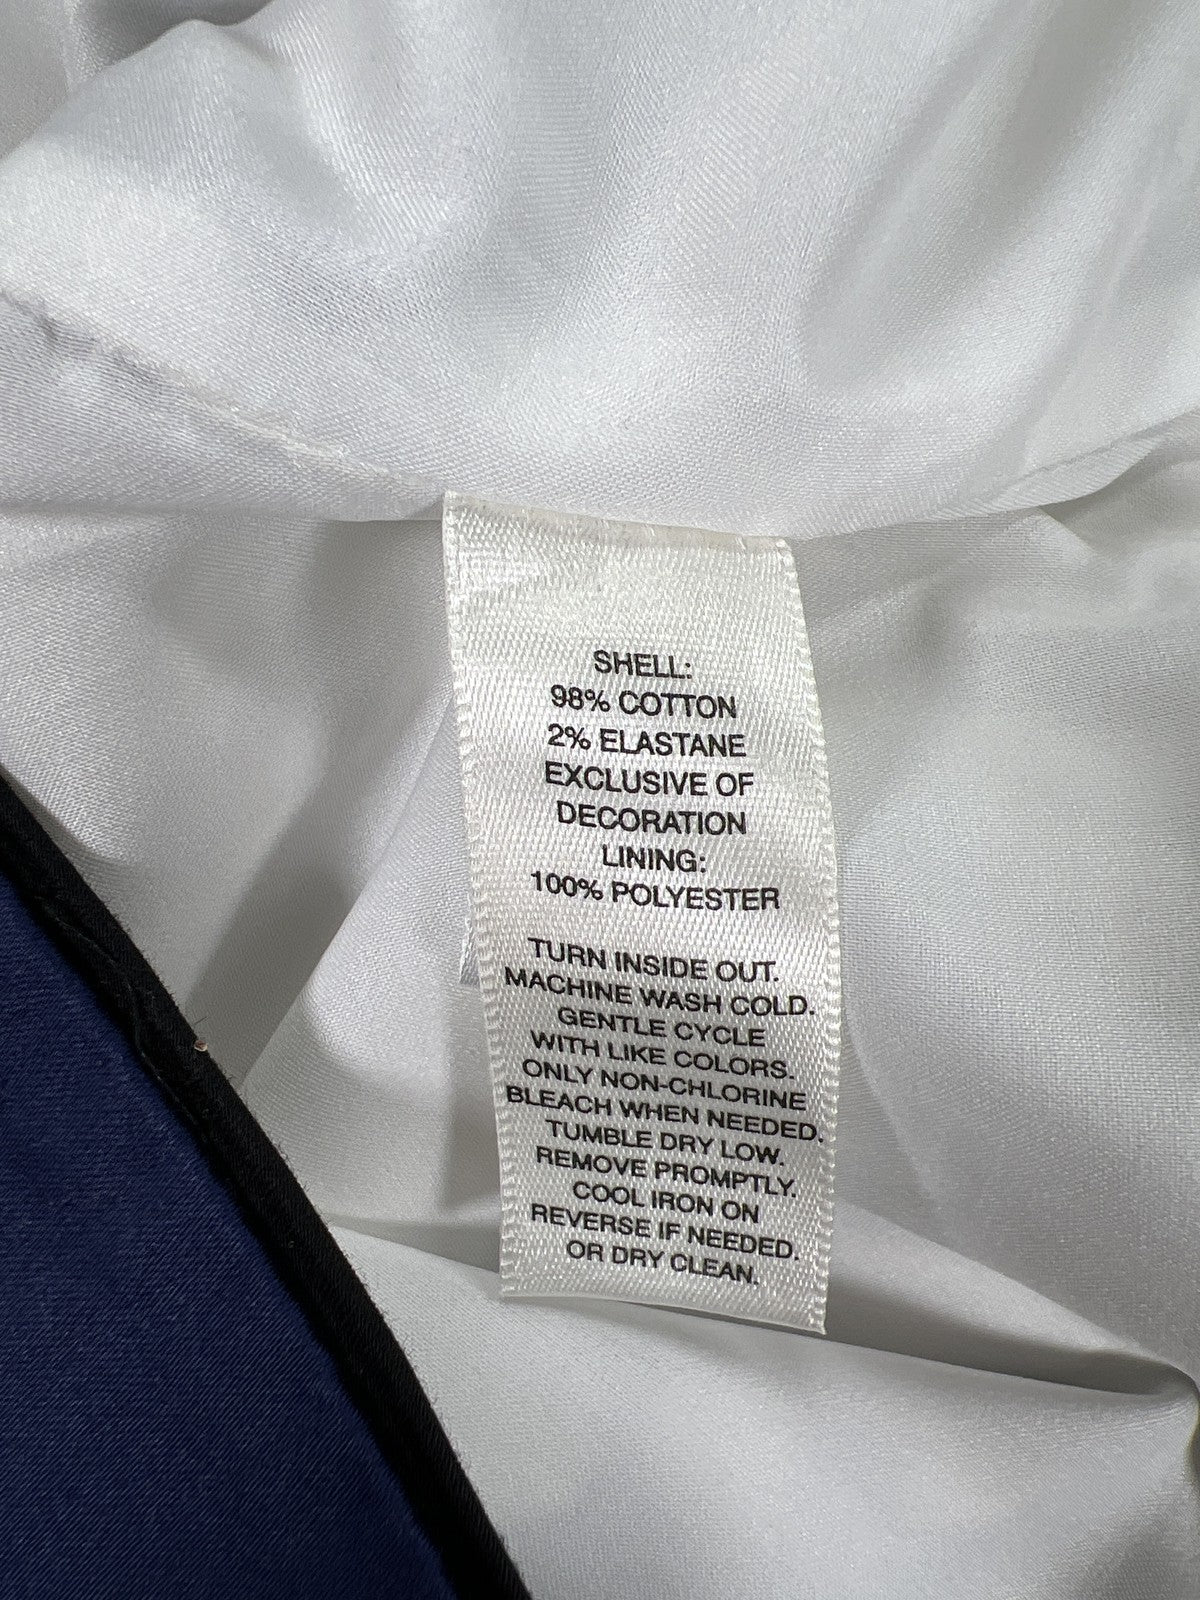 SHELL:
98% COTTON
2% ELASTANE
EXCLUSIVE OF
DECORATION
LINING:
100% POLYESTER
TURN INSIDE OUT.
MACHINE WASH COLD.
GENTLE CYCLE
WITH LIKE COLORS.
ONLY NON-CHLORINE
BLEACH WHEN NEEDED.
TUMBLE DRY LOW.
REMOVE PROMPTLY.
COOL IRON ON
REVERSE IF NEEDED.
OR DRY CLEAN.